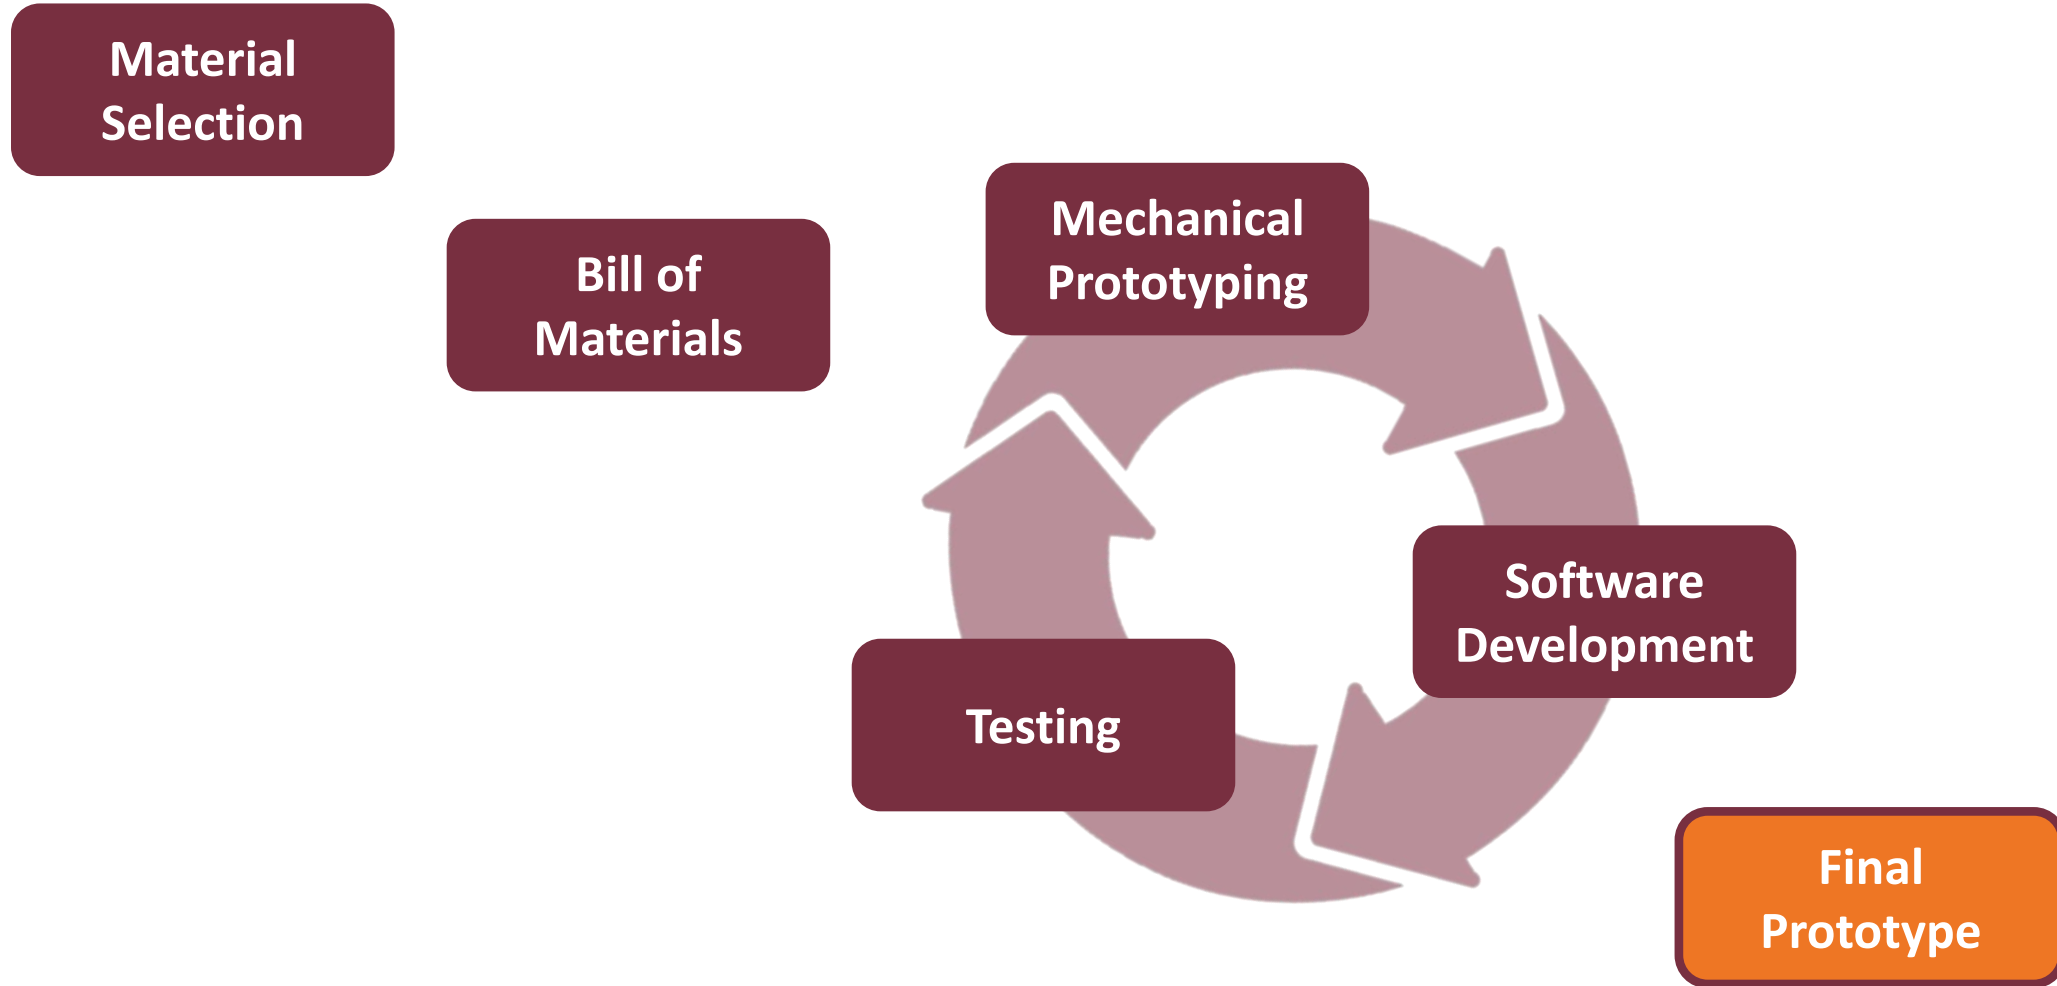 Material
Selection
Bill of
Materials
Mechanical
Prototyping
Software
Development
Testing
Final
Prototype